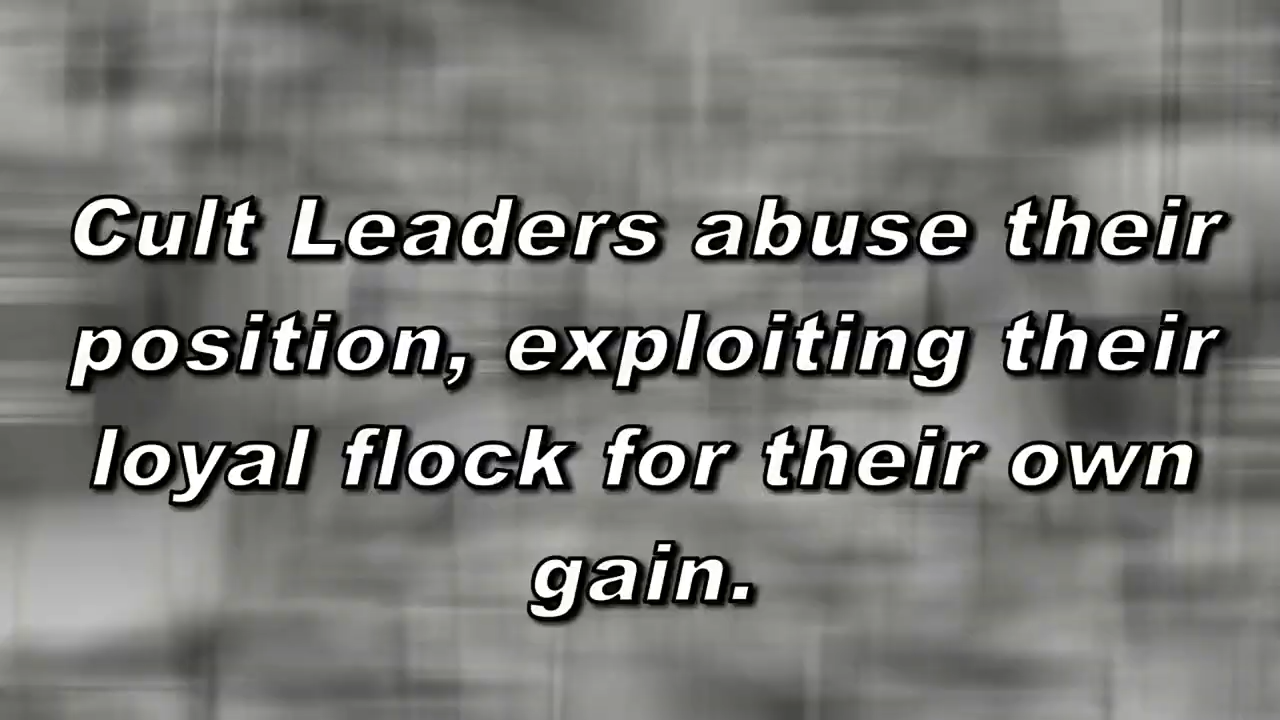 Cult Leaders abuse their
position, exploiting their
loyal flock for their own
gain.